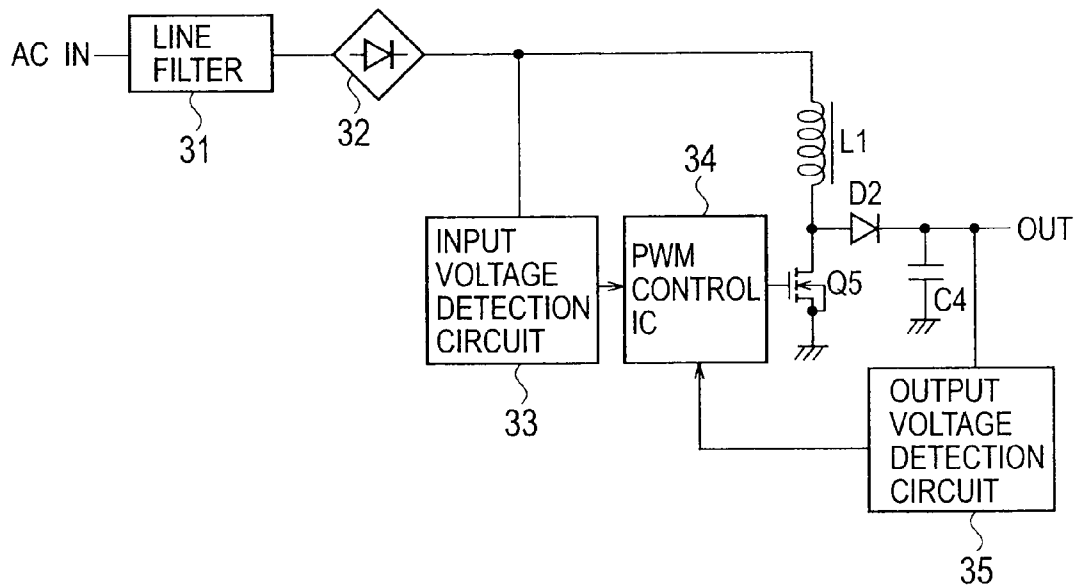 AC IN
LINE
FILTER
31
32
L1
34
D2
OUT
INPUT
VOLTAGE
DETECTION
CIRCUIT
PWM
CONTROL
IC
Q5
C4
33
OUTPUT
VOLTAGE
DETECTION
CIRCUIT
35